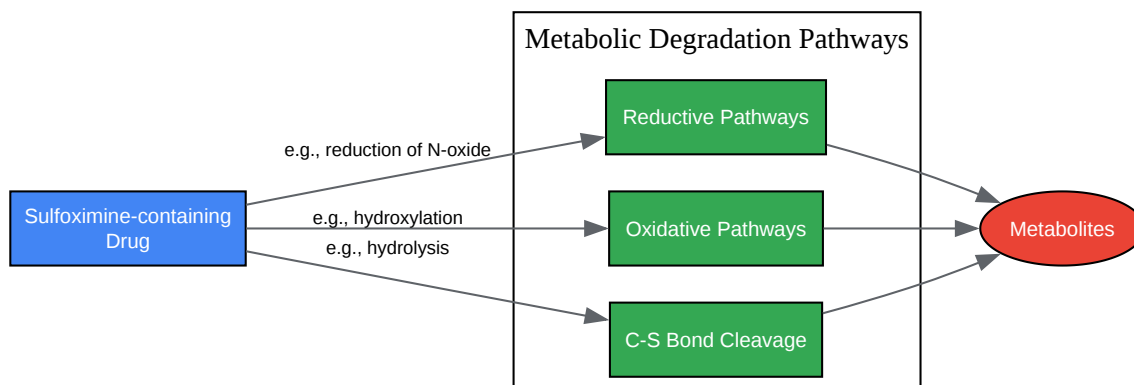 Metabolic Degradation Pathways
Reductive Pathways
e.g., reduction of N-oxide
Sulfoximine-containing
Drug
e.g., hydroxylation
Oxidative Pathways
Metabolites
e.g., hydrolysis
C-S Bond Cleavage